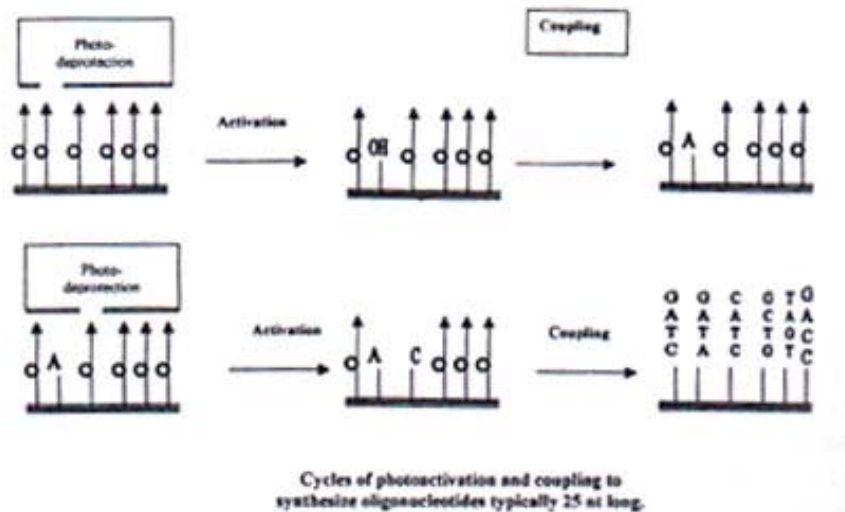 Photo-
deprotection
Coupling
Activation
O O O O O O
O OH O O O O
O A O O O O
Photo-
deprotection
Activation
Coupling
O A O O O O
O A C O O O
G G C G T G
A A A C A A
T T T T G C
C A C G T C
Cycles of photoactivation and coupling to
synthesize oligonucleotides typically 25 nt long.